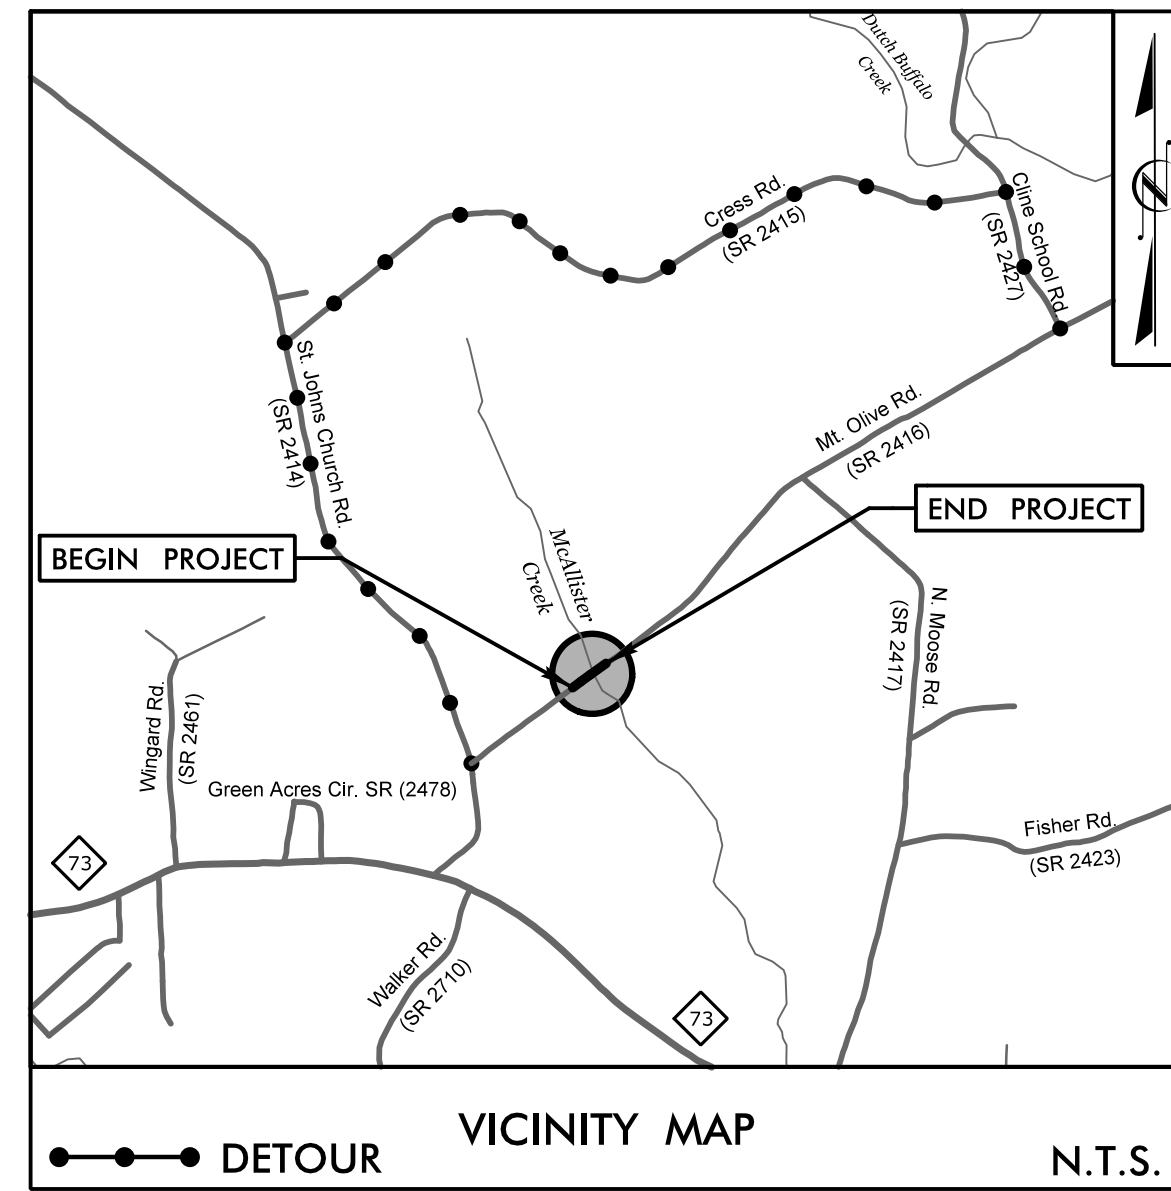 Dutch Buffalo
Creek
Cress Rd.
(SR 2415)
Cline School Rd.
(SR 2427)
N
St. Johns Church Rd.
(SR 2414)
Mt. Olive Rd.
(SR 2416)
END PROJECT
BEGIN PROJECT
McAllister
Creek
N. Moose Rd.
(SR 2417)
Wingard Rd.
(SR 2461)
Green Acres Cir. SR (2478)
Fisher Rd.
(SR 2423)
73
Walker Rd.
(SR 2710)
73
VICINITY MAP
DETOUR
N.T.S.